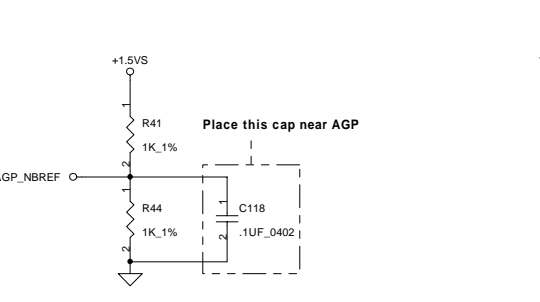 +1.5VS
1
R41
1K_1%
2
Place this cap near AGP
AGP_NBREF
1
R44
1K_1%
2
1
C118
.1UF_0402
2